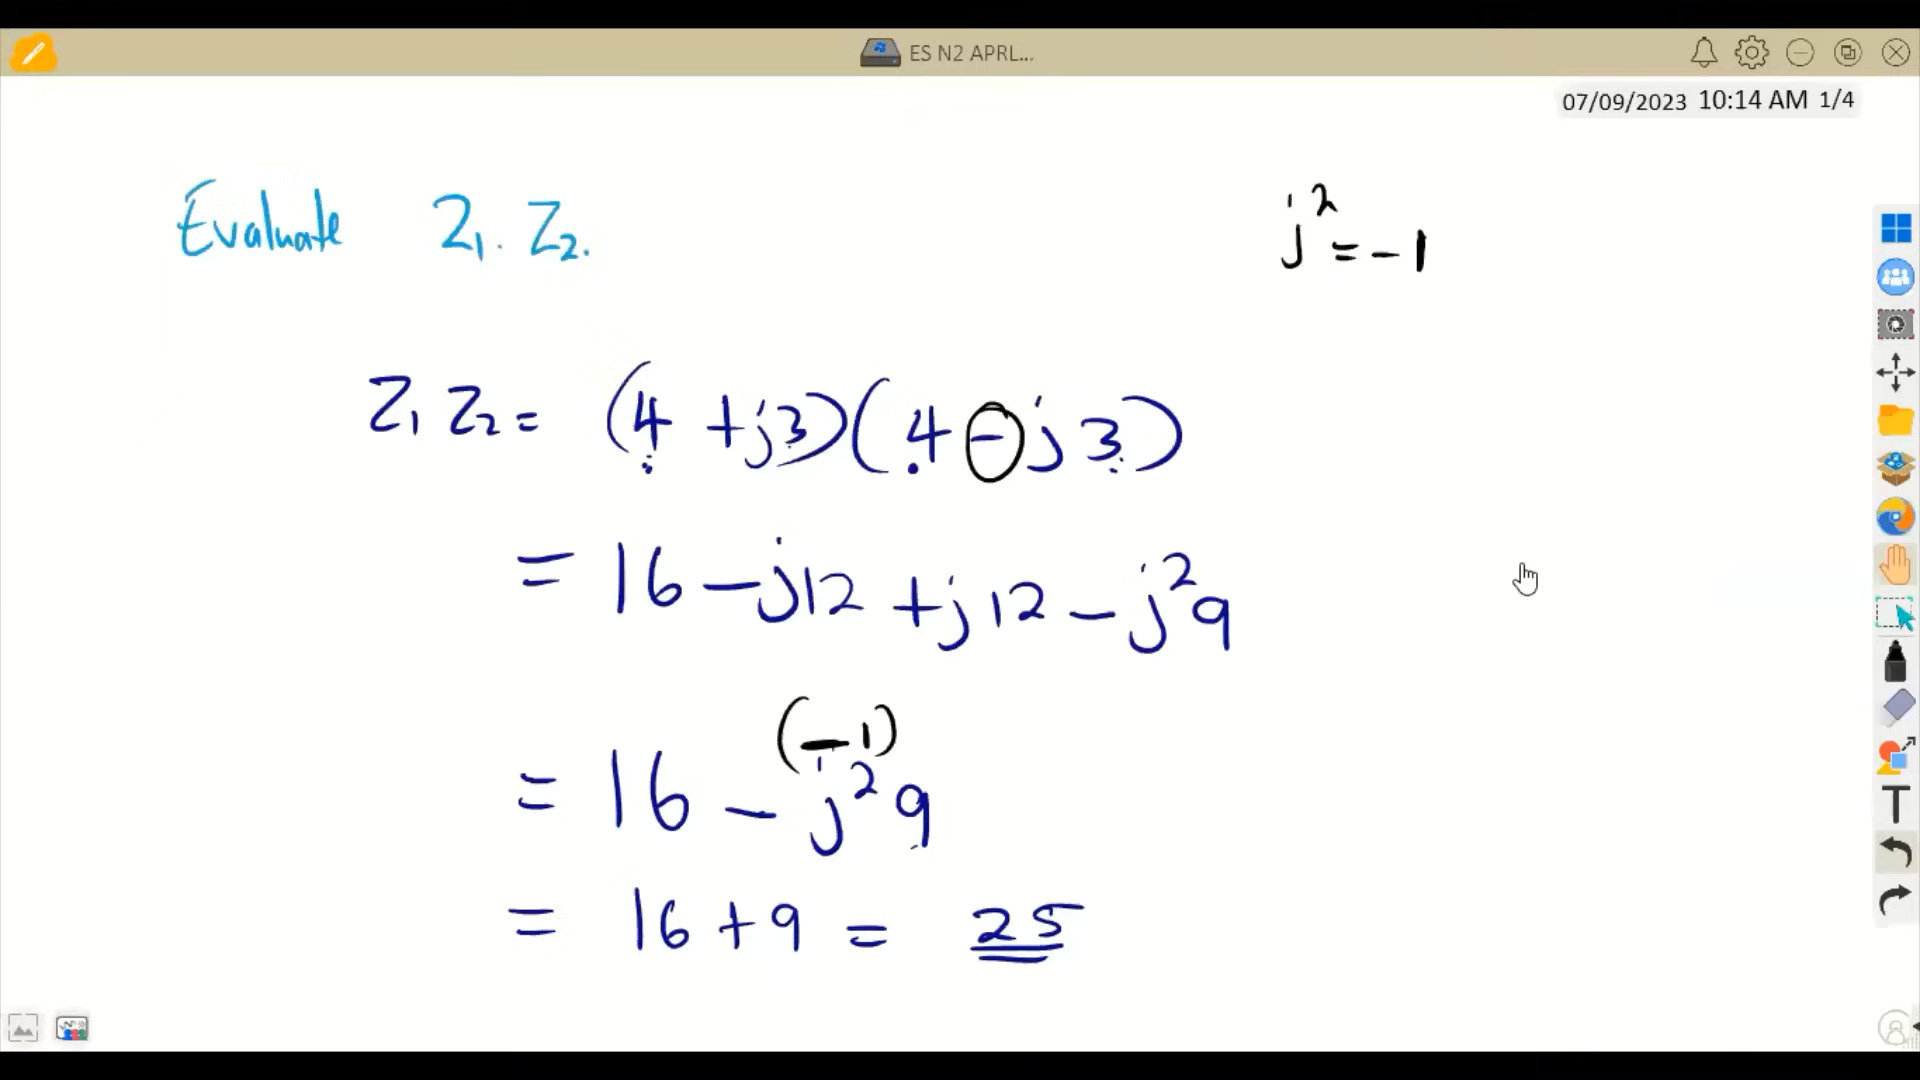 ES N2 APRL...
07/09/2023 10:14 AM 1/4
Evaluate Z₁. Z₂.
j² = -1
Z₁ Z₂ = (4 + j3)(4 - j3)
= 16 - j12 + j12 - j²9
(-1)
= 16 - j²9
= 16 + 9 = 25
T